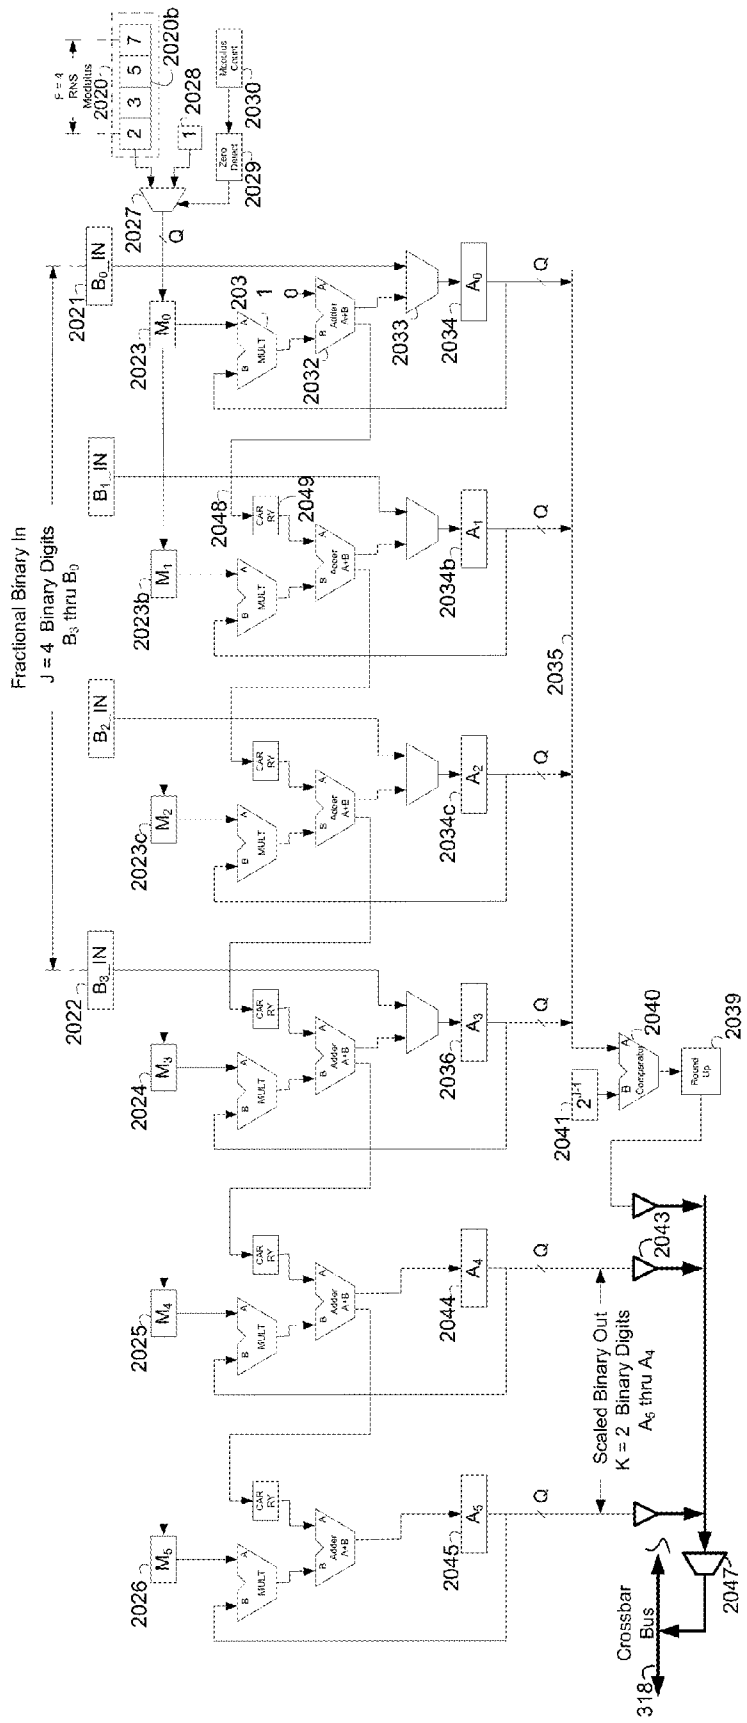 Fractional Binary In
J = 4 Binary Digits
B3 thru B0
2022
B3_IN
B2_IN
B1_IN
2021
B0_IN
P = 4
RNS
Modulus
2020
2
3
5
7
2020b
2028
1
2027
Q
Zero
Detect
2029
Modulus
Count
2030
2026
M5
2025
M4
2024
M3
2023c
M2
2023b
M1
2023
M0
B
A
MULT
CAR
RY
B
A
Adder
A+B
B
A
MULT
CAR
RY
B
A
Adder
A+B
B
A
MULT
CAR
RY
B
A
Adder
A+B
B
A
MULT
CAR
RY
B
A
Adder
A+B
B
A
MULT
2048
CAR
RY
2049
B
A
Adder
A+B
B
A
MULT
203
1
0
B
A
Adder
A+B
2032
2033
2045
A5
2044
A4
2036
A3
2034c
A2
2034b
A1
2034
A0
Q
Q
Q
Q
Q
Q
2035
Scaled Binary Out
K = 2 Binary Digits
A5 thru A4
2043
2041
2J-1
B
A
Comparator
2040
Round
Up
2039
Crossbar
Bus
318
2047